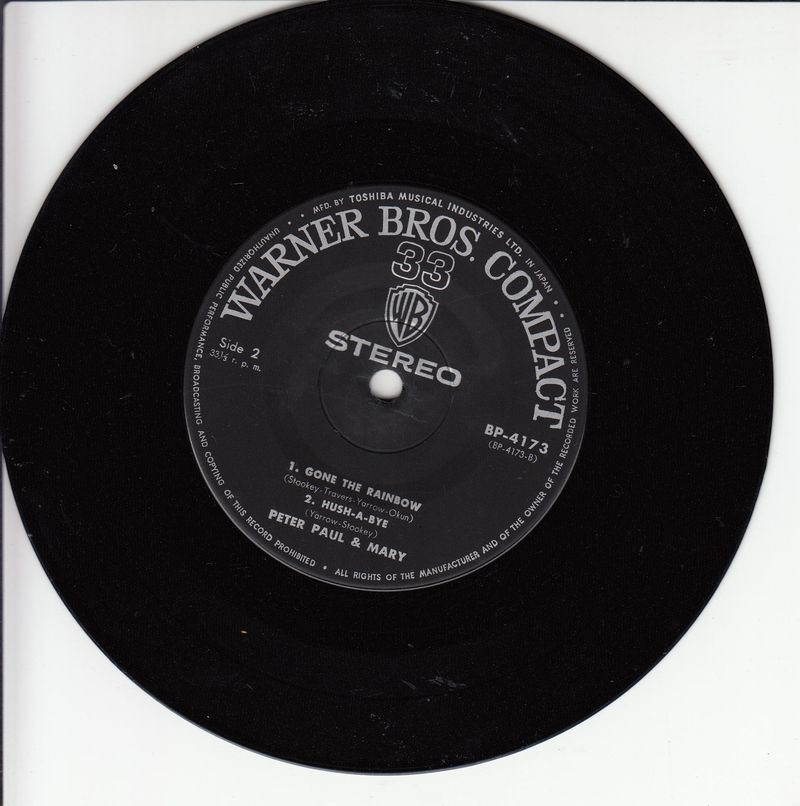 MFD. BY TOSHIBA MUSICAL INDUSTRIES LTD. IN JAPAN
WARNER BROS. COMPACT
33
WB
STEREO
Side 2
33⅓ r. p. m.
BP-4173
(BP-4173-B)
1. GONE THE RAINBOW
(Stookey-Travers-Yarrow-Okun)
2. HUSH-A-BYE
(Yarrow-Stookey)
PETER PAUL & MARY
UNAUTHORIZED PUBLIC PERFORMANCE, BROADCASTING AND COPYING OF THIS RECORD PROHIBITED • ALL RIGHTS OF THE MANUFACTURER AND OF THE OWNER OF THE RECORDED WORK ARE RESERVED